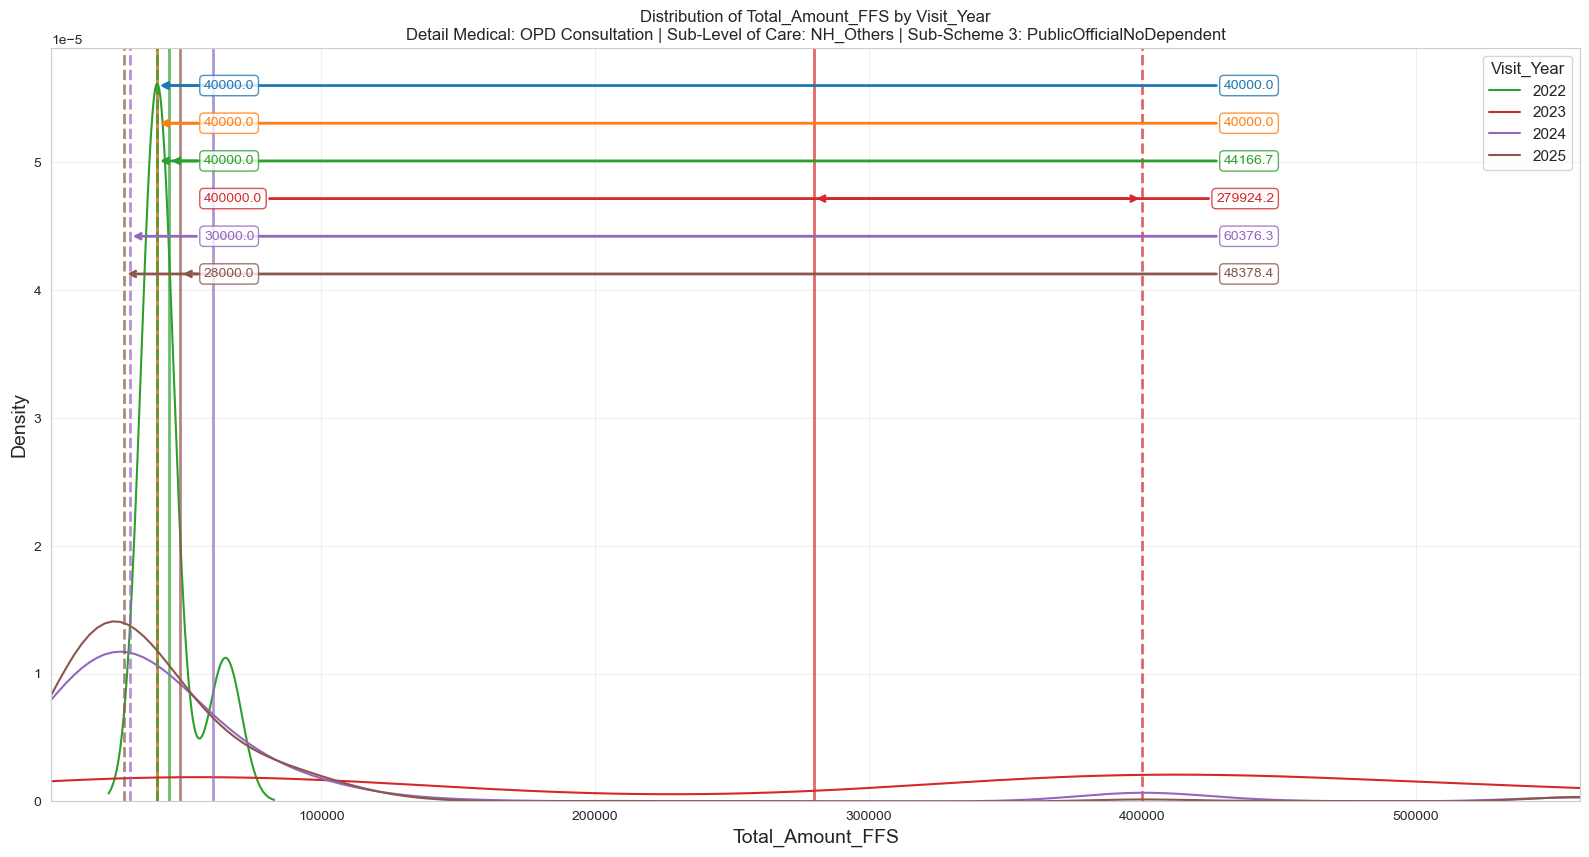 Distribution of Total_Amount_FFS by Visit_Year
Detail Medical: OPD Consultation | Sub-Level of Care: NH_Others | Sub-Scheme 3: PublicOfficialNoDependent
1e−5
Visit_Year
2022
2023
2024
2025
40000.0 40000.0
40000.0 40000.0
40000.0 44166.7
400000.0 279924.2
30000.0 60376.3
28000.0 48378.4
5
4
3
2
1
0
Density
100000 200000 300000 400000 500000
Total_Amount_FFS